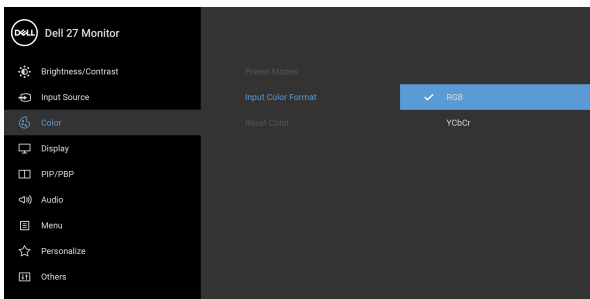 DELL Dell 27 Monitor
Brightness/Contrast
Preset Modes
Input Source
Input Color Format
RGB
Color
Reset Color
YCbCr
Display
PIP/PBP
Audio
Menu
Personalize
Others